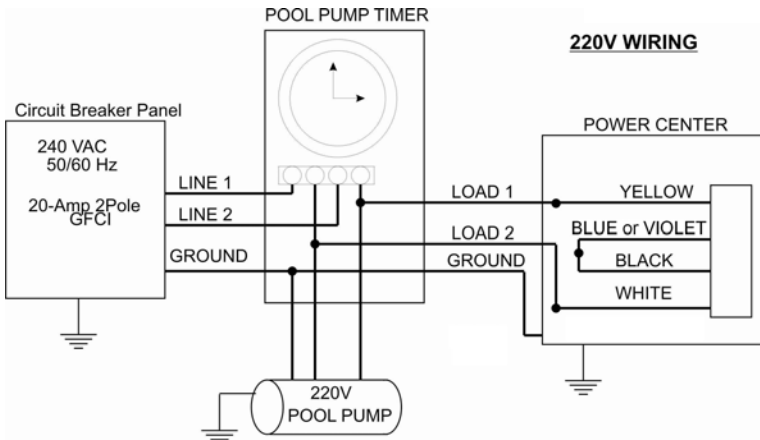 POOL PUMP TIMER
220V WIRING
Circuit Breaker Panel
240 VAC
50/60 Hz
20-Amp 2Pole
GFCI
LINE 1
LINE 2
GROUND
POWER CENTER
LOAD 1
LOAD 2
GROUND
YELLOW
BLUE or VIOLET
BLACK
WHITE
220V
POOL PUMP